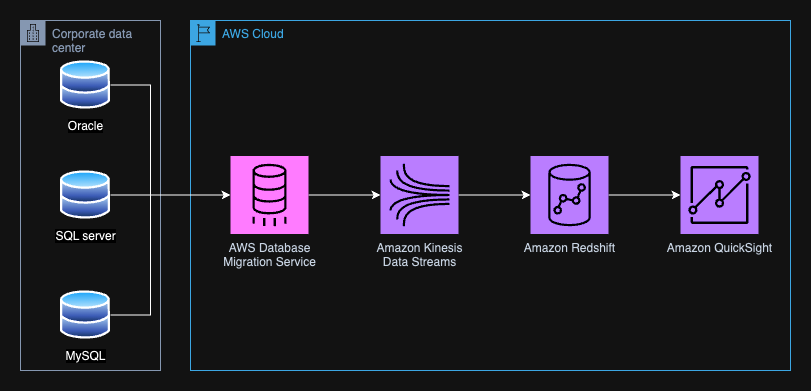 Corporate data
center
AWS Cloud
Oracle
SQL server
MySQL
AWS Database
Migration Service
Amazon Kinesis
Data Streams
Amazon Redshift
Amazon QuickSight